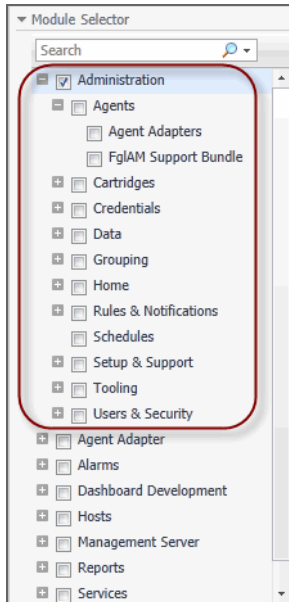 Module Selector
Search
Administration
Agents
Agent Adapters
FglAM Support Bundle
Cartridges
Credentials
Data
Grouping
Home
Rules & Notifications
Schedules
Setup & Support
Tooling
Users & Security
Agent Adapter
Alarms
Dashboard Development
Hosts
Management Server
Reports
Services